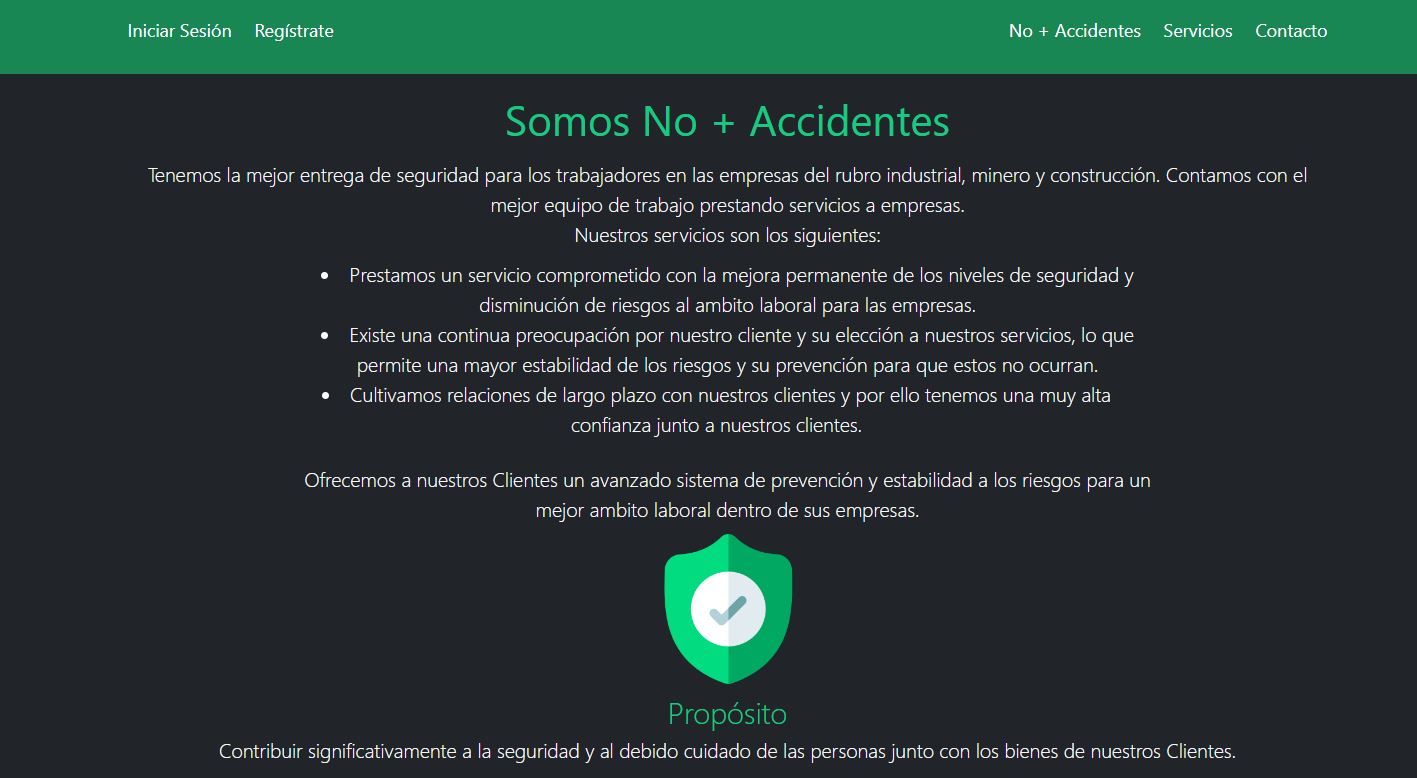 Iniciar Sesión Regístrate No + Accidentes Servicios Contacto
Somos No + Accidentes
Tenemos la mejor entrega de seguridad para los trabajadores en las empresas del rubro industrial, minero y construcción. Contamos con el
mejor equipo de trabajo prestando servicios a empresas.
Nuestros servicios son los siguientes:
• Prestamos un servicio comprometido con la mejora permanente de los niveles de seguridad y
disminución de riesgos al ambito laboral para las empresas.
• Existe una continua preocupación por nuestro cliente y su elección a nuestros servicios, lo que
permite una mayor estabilidad de los riesgos y su prevención para que estos no ocurran.
• Cultivamos relaciones de largo plazo con nuestros clientes y por ello tenemos una muy alta
confianza junto a nuestros clientes.
Ofrecemos a nuestros Clientes un avanzado sistema de prevención y estabilidad a los riesgos para un
mejor ambito laboral dentro de sus empresas.
Propósito
Contribuir significativamente a la seguridad y al debido cuidado de las personas junto con los bienes de nuestros Clientes.